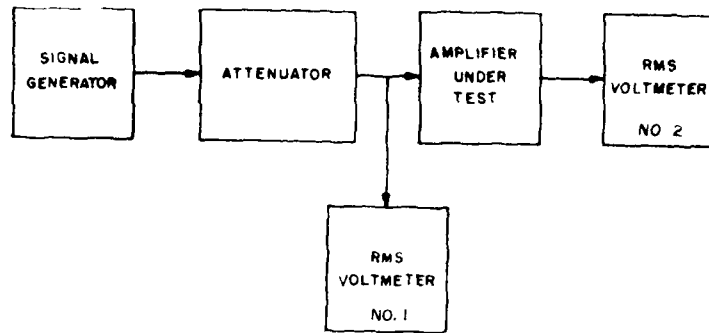 SIGNAL
GENERATOR
ATTENUATOR
AMPLIFIER
UNDER
TEST
RMS
VOLTMETER
NO. 2
RMS
VOLTMETER
NO. 1